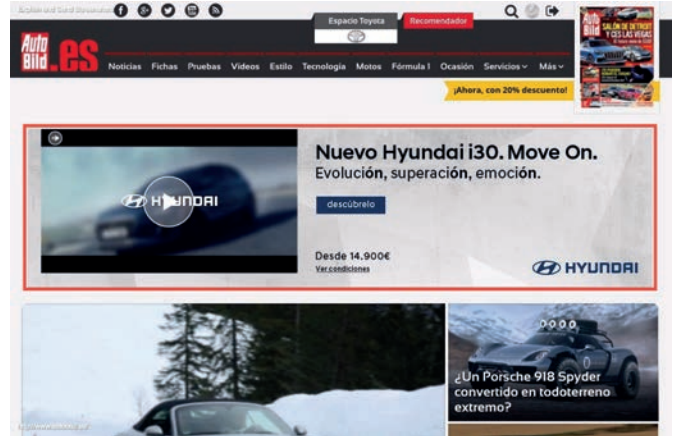 Espacio Toyota
Recomendador
Auto
Bild
.es
Noticias Fichas Pruebas Vídeos Estilo Tecnología Motos Fórmula 1 Ocasión Servicios Más
¡Ahora, con 20% descuento!
Auto
Bild
SALÓN DE DETROIT
Y CES LAS VEGAS
HYUNDAI
Nuevo Hyundai i30. Move On.
Evolución, superación, emoción.
descúbrelo
Desde 14.900€
Ver condiciones
HYUNDAI
¿Un Porsche 918 Spyder
convertido en todoterreno
extremo?